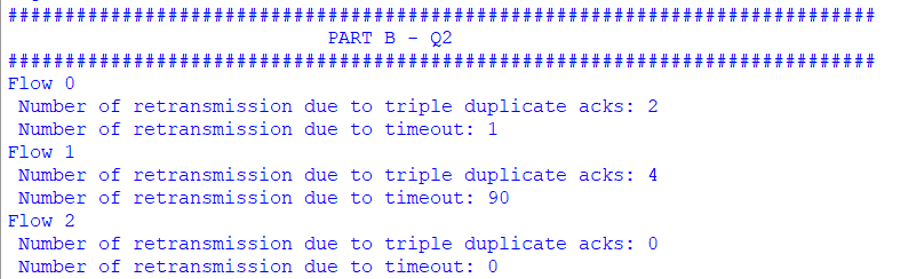 ###########################################################################
PART B - Q2
###########################################################################
Flow 0
Number of retransmission due to triple duplicate acks: 2
Number of retransmission due to timeout: 1
Flow 1
Number of retransmission due to triple duplicate acks: 4
Number of retransmission due to timeout: 90
Flow 2
Number of retransmission due to triple duplicate acks: 0
Number of retransmission due to timeout: 0